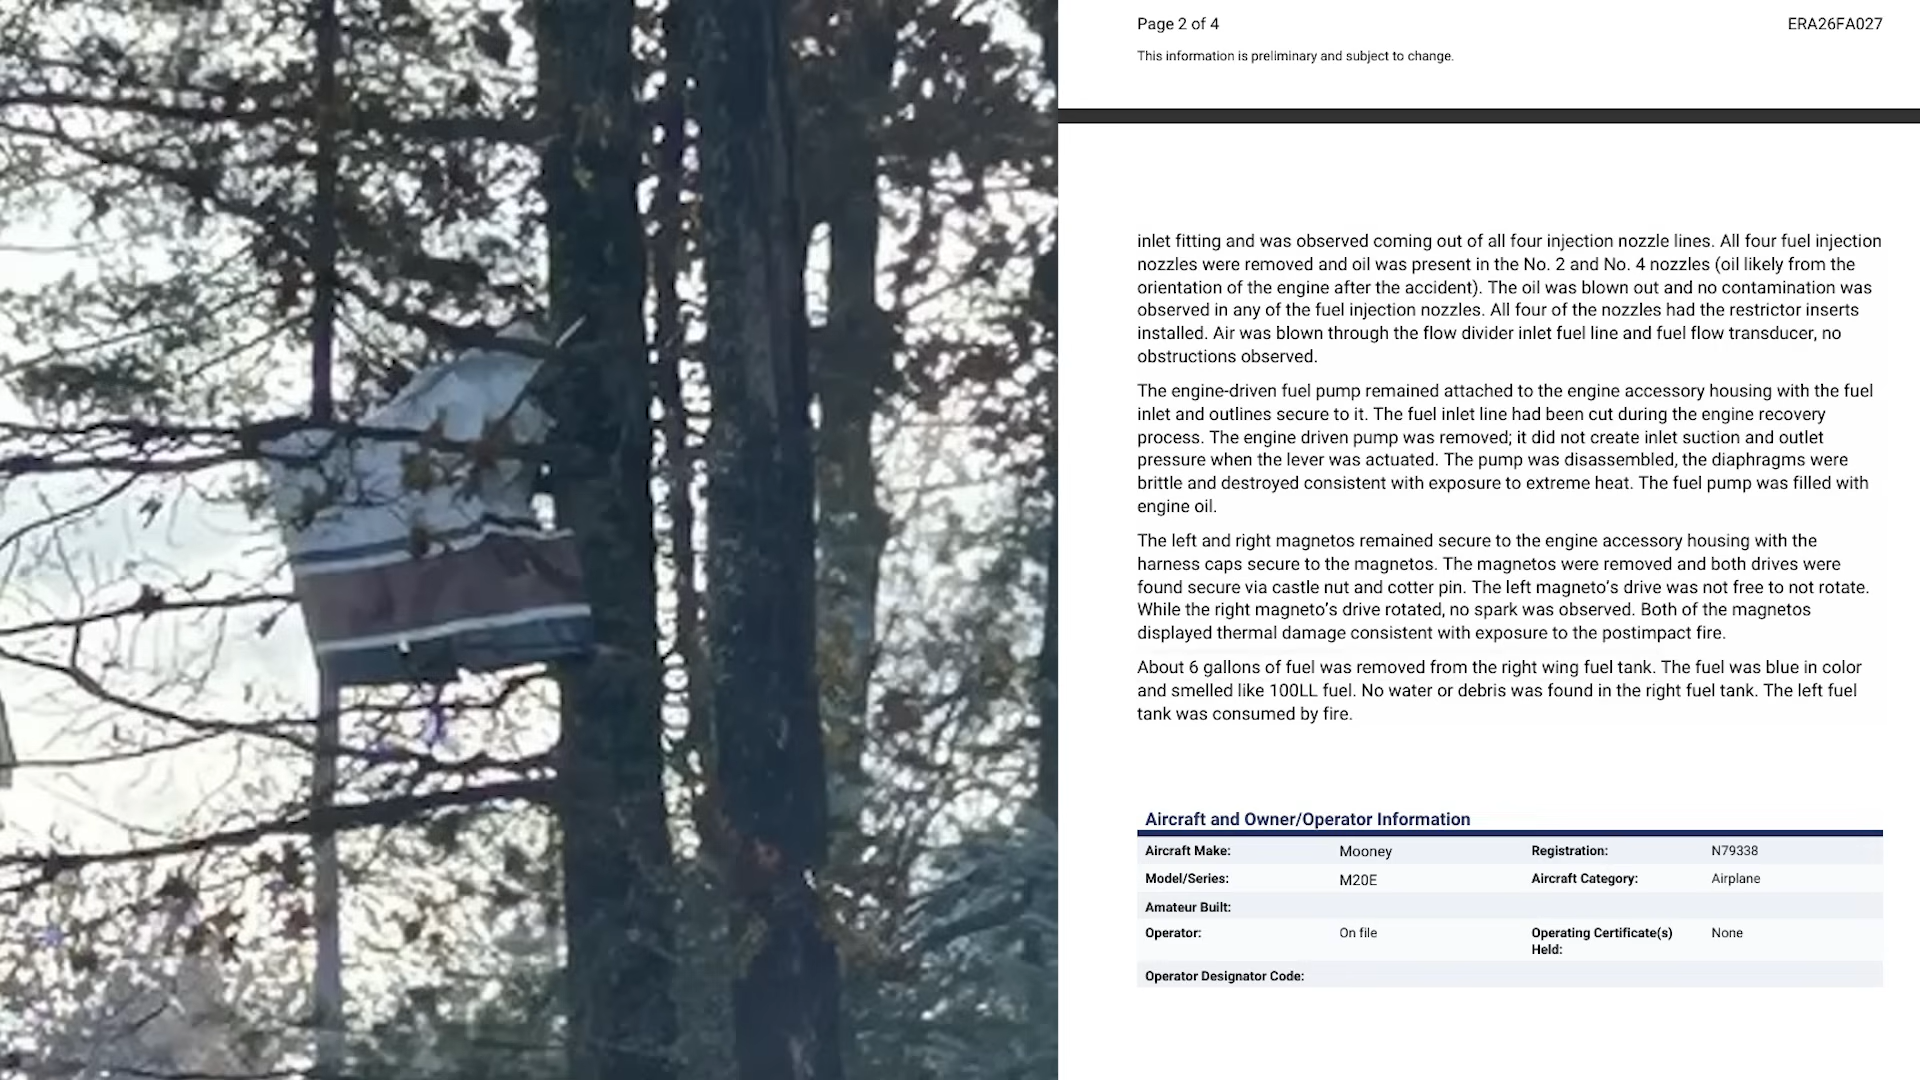 Page 2 of 4 ERA26FA027
This information is preliminary and subject to change.
inlet fitting and was observed coming out of all four injection nozzle lines. All four fuel injection
nozzles were removed and oil was present in the No. 2 and No. 4 nozzles (oil likely from the
orientation of the engine after the accident). The oil was blown out and no contamination was
observed in any of the fuel injection nozzles. All four of the nozzles had the restrictor inserts
installed. Air was blown through the flow divider inlet fuel line and fuel flow transducer, no
obstructions observed.
The engine-driven fuel pump remained attached to the engine accessory housing with the fuel
inlet and outlines secure to it. The fuel inlet line had been cut during the engine recovery
process. The engine driven pump was removed; it did not create inlet suction and outlet
pressure when the lever was actuated. The pump was disassembled, the diaphragms were
brittle and destroyed consistent with exposure to extreme heat. The fuel pump was filled with
engine oil.
The left and right magnetos remained secure to the engine accessory housing with the
harness caps secure to the magnetos. The magnetos were removed and both drives were
found secure via castle nut and cotter pin. The left magneto’s drive was not free to not rotate.
While the right magneto’s drive rotated, no spark was observed. Both of the magnetos
displayed thermal damage consistent with exposure to the postimpact fire.
About 6 gallons of fuel was removed from the right wing fuel tank. The fuel was blue in color
and smelled like 100LL fuel. No water or debris was found in the right fuel tank. The left fuel
tank was consumed by fire.
Aircraft and Owner/Operator Information
Aircraft Make: Mooney Registration: N79338
Model/Series: M20E Aircraft Category: Airplane
Amateur Built:
Operator: On file Operating Certificate(s) None
Held:
Operator Designator Code: